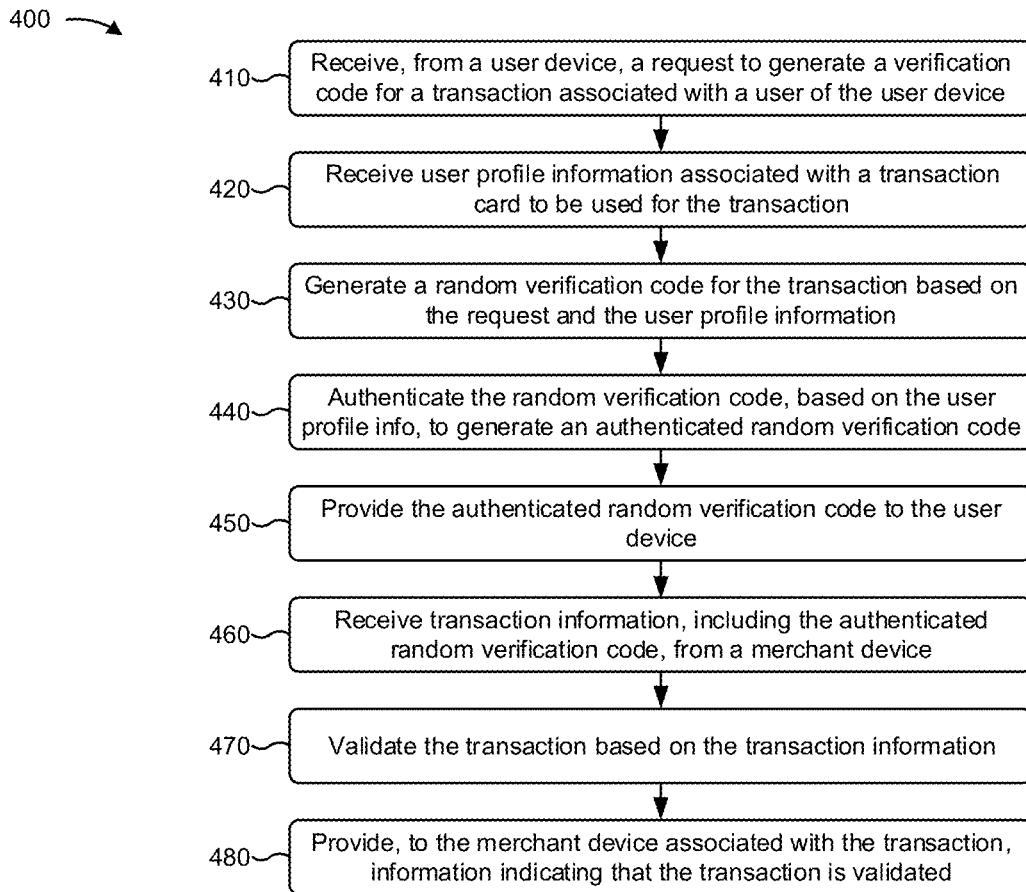 400
410
Receive, from a user device, a request to generate a verification
code for a transaction associated with a user of the user device
420
Receive user profile information associated with a transaction
card to be used for the transaction
430
Generate a random verification code for the transaction based on
the request and the user profile information
440
Authenticate the random verification code, based on the user
profile info, to generate an authenticated random verification code
450
Provide the authenticated random verification code to the user
device
460
Receive transaction information, including the authenticated
random verification code, from a merchant device
470
Validate the transaction based on the transaction information
480
Provide, to the merchant device associated with the transaction,
information indicating that the transaction is validated